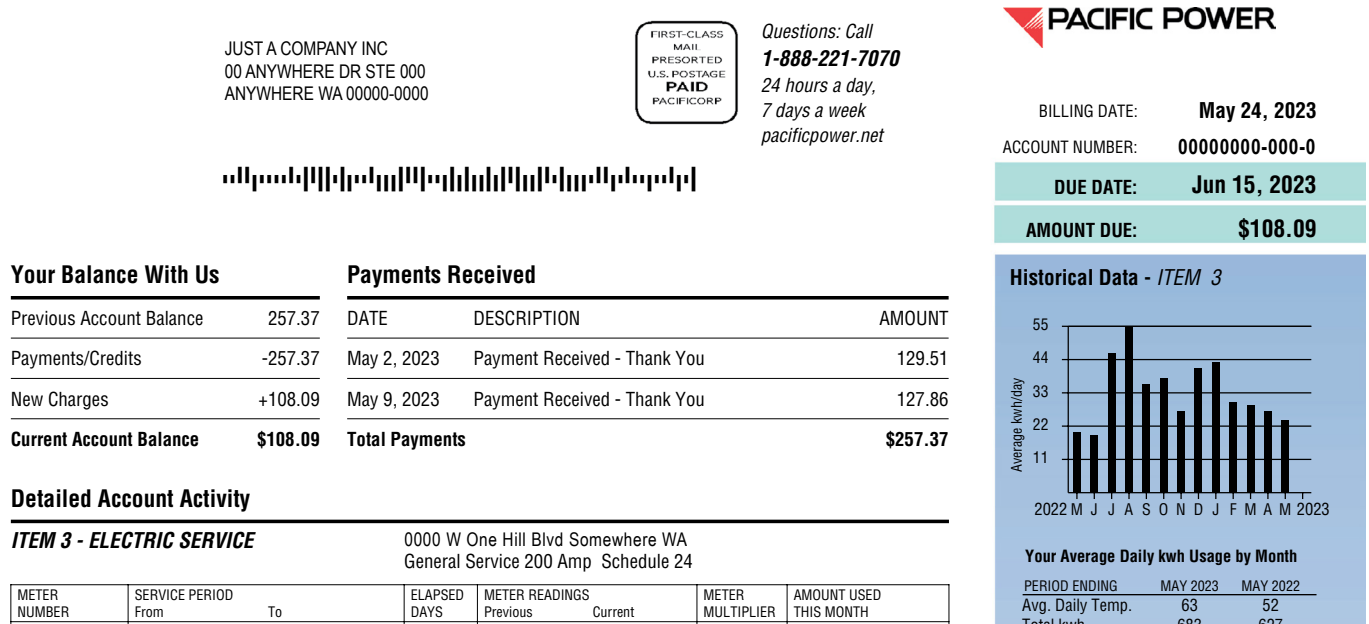 JUST A COMPANY INC
00 ANYWHERE DR STE 000
ANYWHERE WA 00000-0000
FIRST-CLASS
MAIL
PRESORTED
U.S. POSTAGE
PAID
PACIFICORP
Questions: Call
1-888-221-7070
24 hours a day,
7 days a week
pacificpower.net
PACIFIC POWER
BILLING DATE: May 24, 2023
ACCOUNT NUMBER: 00000000-000-0
DUE DATE: Jun 15, 2023
AMOUNT DUE: $108.09
Your Balance With Us
Previous Account Balance 257.37
Payments/Credits -257.37
New Charges +108.09
Current Account Balance $108.09
Payments Received
DATE DESCRIPTION AMOUNT
May 2, 2023 Payment Received - Thank You 129.51
May 9, 2023 Payment Received - Thank You 127.86
Total Payments $257.37
Historical Data - ITEM 3
55
44
33
22
11
Average kwh/day
2022 M J J A S O N D J F M A M 2023
Your Average Daily kwh Usage by Month
PERIOD ENDING MAY 2023 MAY 2022
Avg. Daily Temp. 63 52
Total kwh 682 627
Detailed Account Activity
ITEM 3 - ELECTRIC SERVICE
0000 W One Hill Blvd Somewhere WA
General Service 200 Amp Schedule 24
METER NUMBER
SERVICE PERIOD
From To
ELAPSED DAYS
METER READINGS
Previous Current
METER MULTIPLIER
AMOUNT USED THIS MONTH